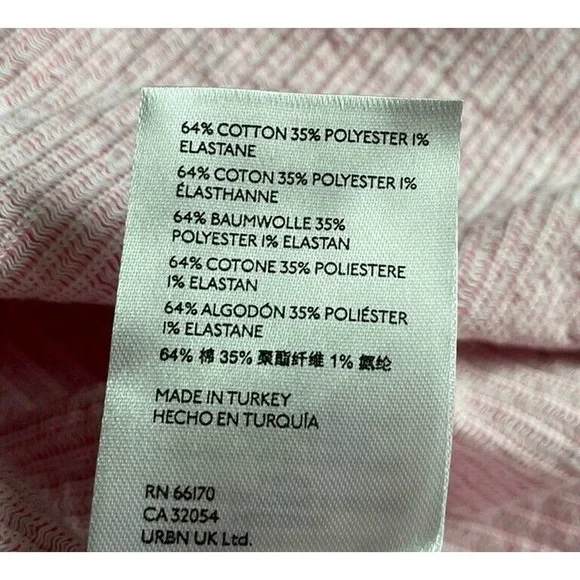 64% COTTON 35% POLYESTER 1%
ELASTANE
64% COTON 35% POLYESTER 1%
ÉLASTHANNE
64% BAUMWOLLE 35%
POLYESTER 1% ELASTAN
64% COTONE 35% POLIESTERE
1% ELASTAN
64% ALGODÓN 35% POLIÉSTER
1% ELASTANE
64% 棉 35% 聚酯纤维 1% 氨纶
MADE IN TURKEY
HECHO EN TURQUÍA
RN 66170
CA 32054
URBN UK Ltd.